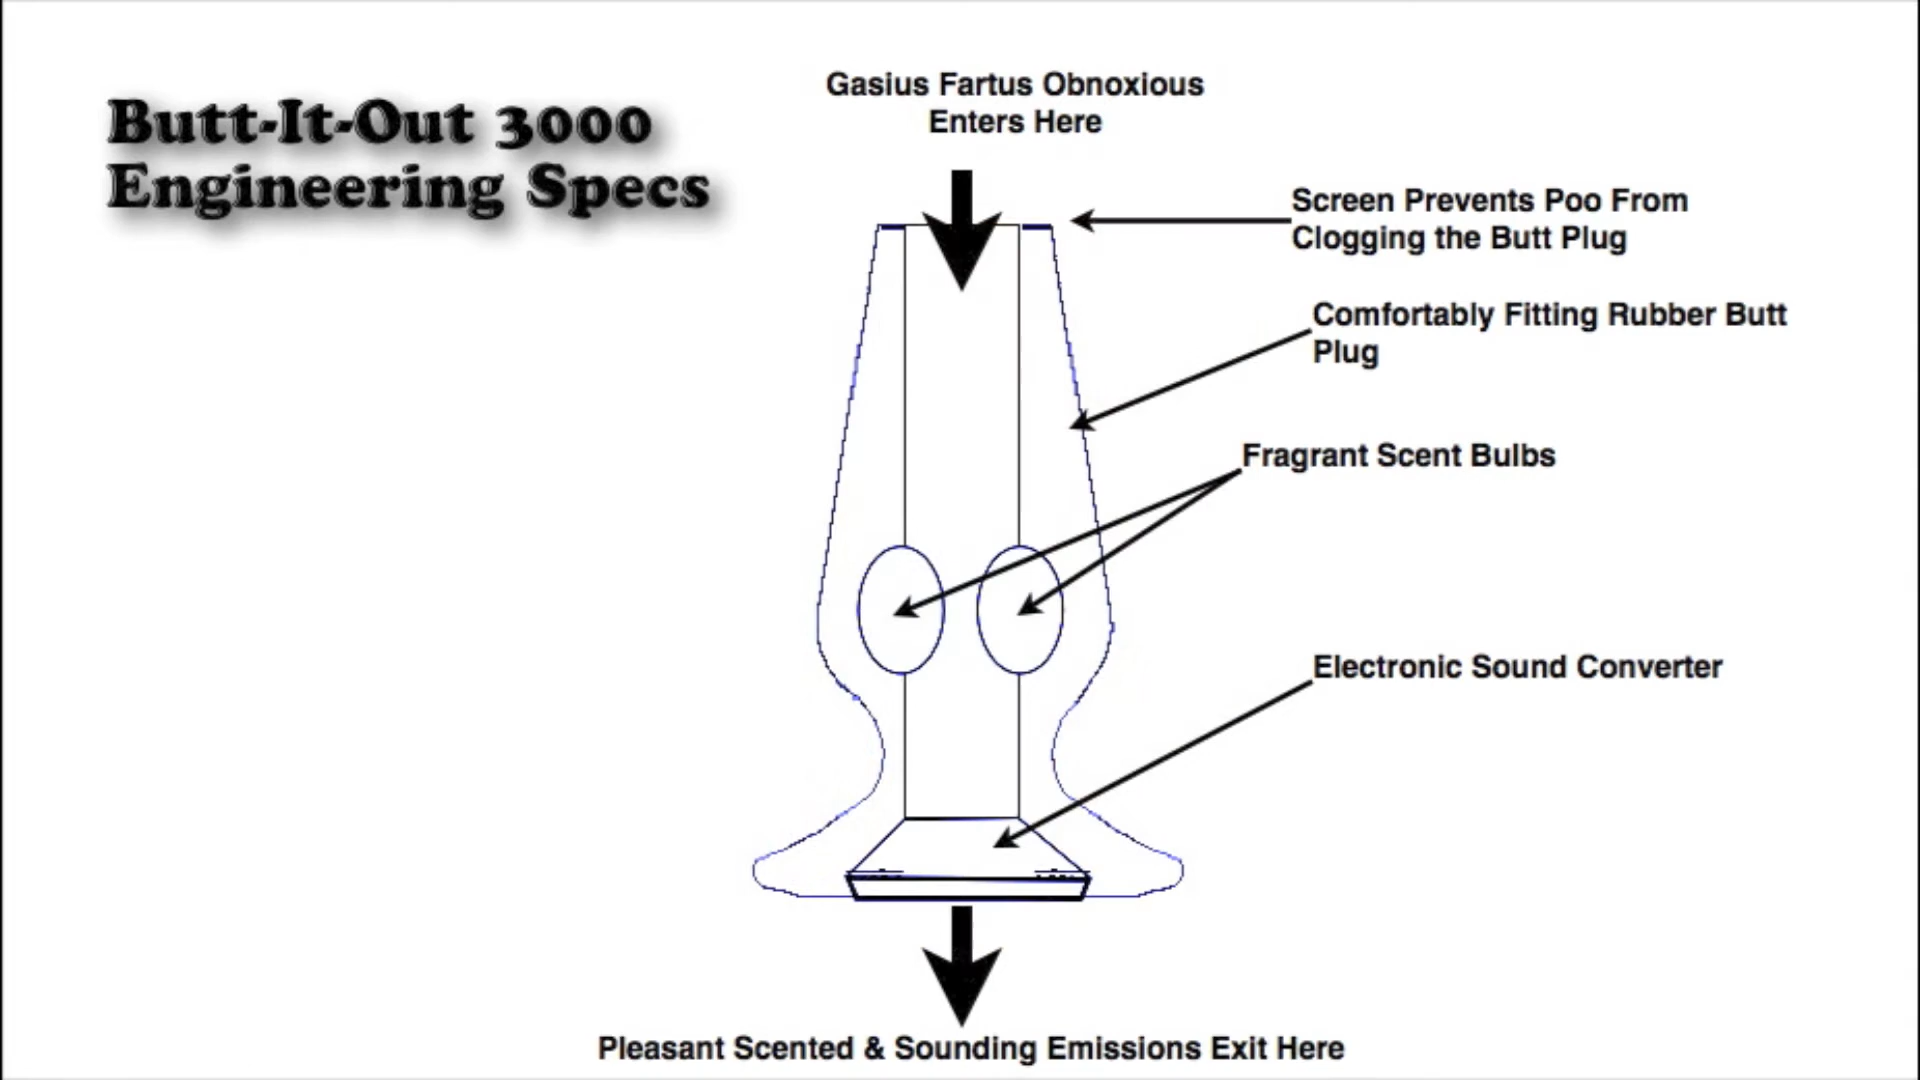 Butt-It-Out 3000
Engineering Specs
Gasius Fartus Obnoxious
Enters Here
Screen Prevents Poo From
Clogging the Butt Plug
Comfortably Fitting Rubber Butt
Plug
Fragrant Scent Bulbs
Electronic Sound Converter
Pleasant Scented & Sounding Emissions Exit Here